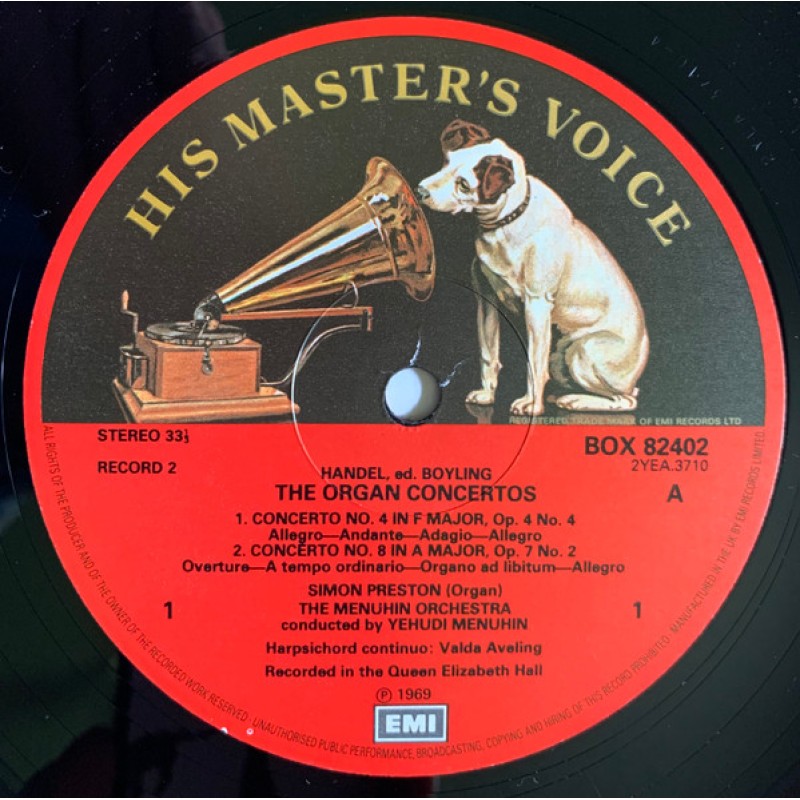 HIS MASTER'S VOICE
REGISTERED TRADE MARK OF EMI RECORDS LTD
STEREO 33⅓
BOX 82402
2YEA.3710
RECORD 2
A
HANDEL, ed. BOYLING
THE ORGAN CONCERTOS
1. CONCERTO NO. 4 IN F MAJOR, Op. 4 No. 4
Allegro—Andante—Adagio—Allegro
2. CONCERTO NO. 8 IN A MAJOR, Op. 7 No. 2
Overture—A tempo ordinario—Organo ad libitum—Allegro
SIMON PRESTON (Organ)
1
THE MENUHIN ORCHESTRA
1
conducted by YEHUDI MENUHIN
Harpsichord continuo: Valda Aveling
Recorded in the Queen Elizabeth Hall
℗ 1969
EMI
ALL RIGHTS OF THE PRODUCER AND OF THE OWNER OF THE RECORDED WORK RESERVED. UNAUTHORISED PUBLIC PERFORMANCE, BROADCASTING, COPYING AND HIRING OF THIS RECORD PROHIBITED. MANUFACTURED IN THE UK BY EMI RECORDS LIMITED.